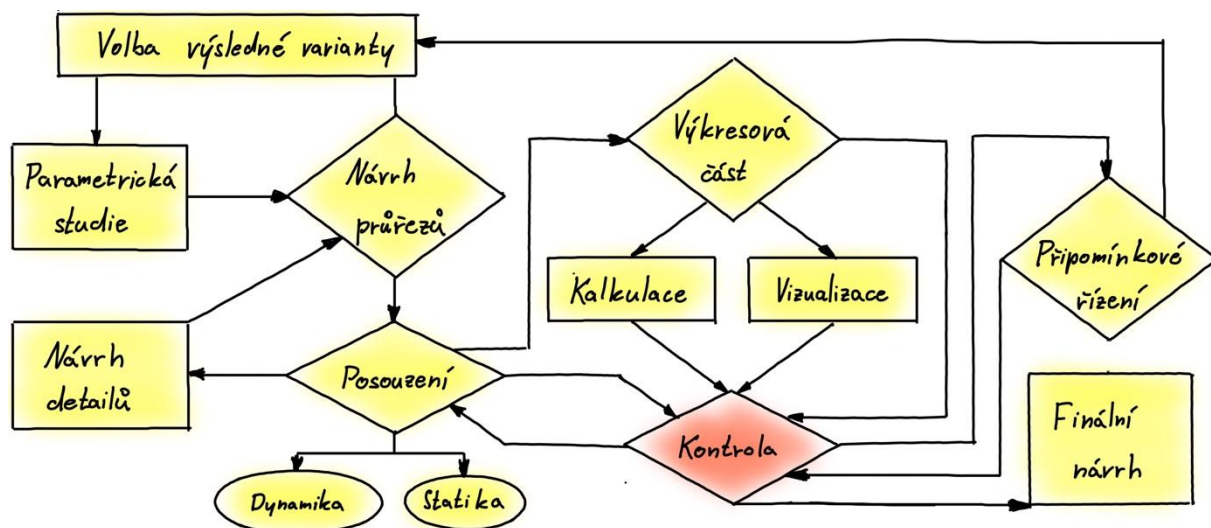 Volba výsledné varianty
Parametrická
studie
Návrh
průřezů
Výkresová
část
Připomínkové
řízení
Kalkulace
Vizualizace
Návrh
detailů
Posouzení
Kontrola
Finální
návrh
Dynamika
Statika